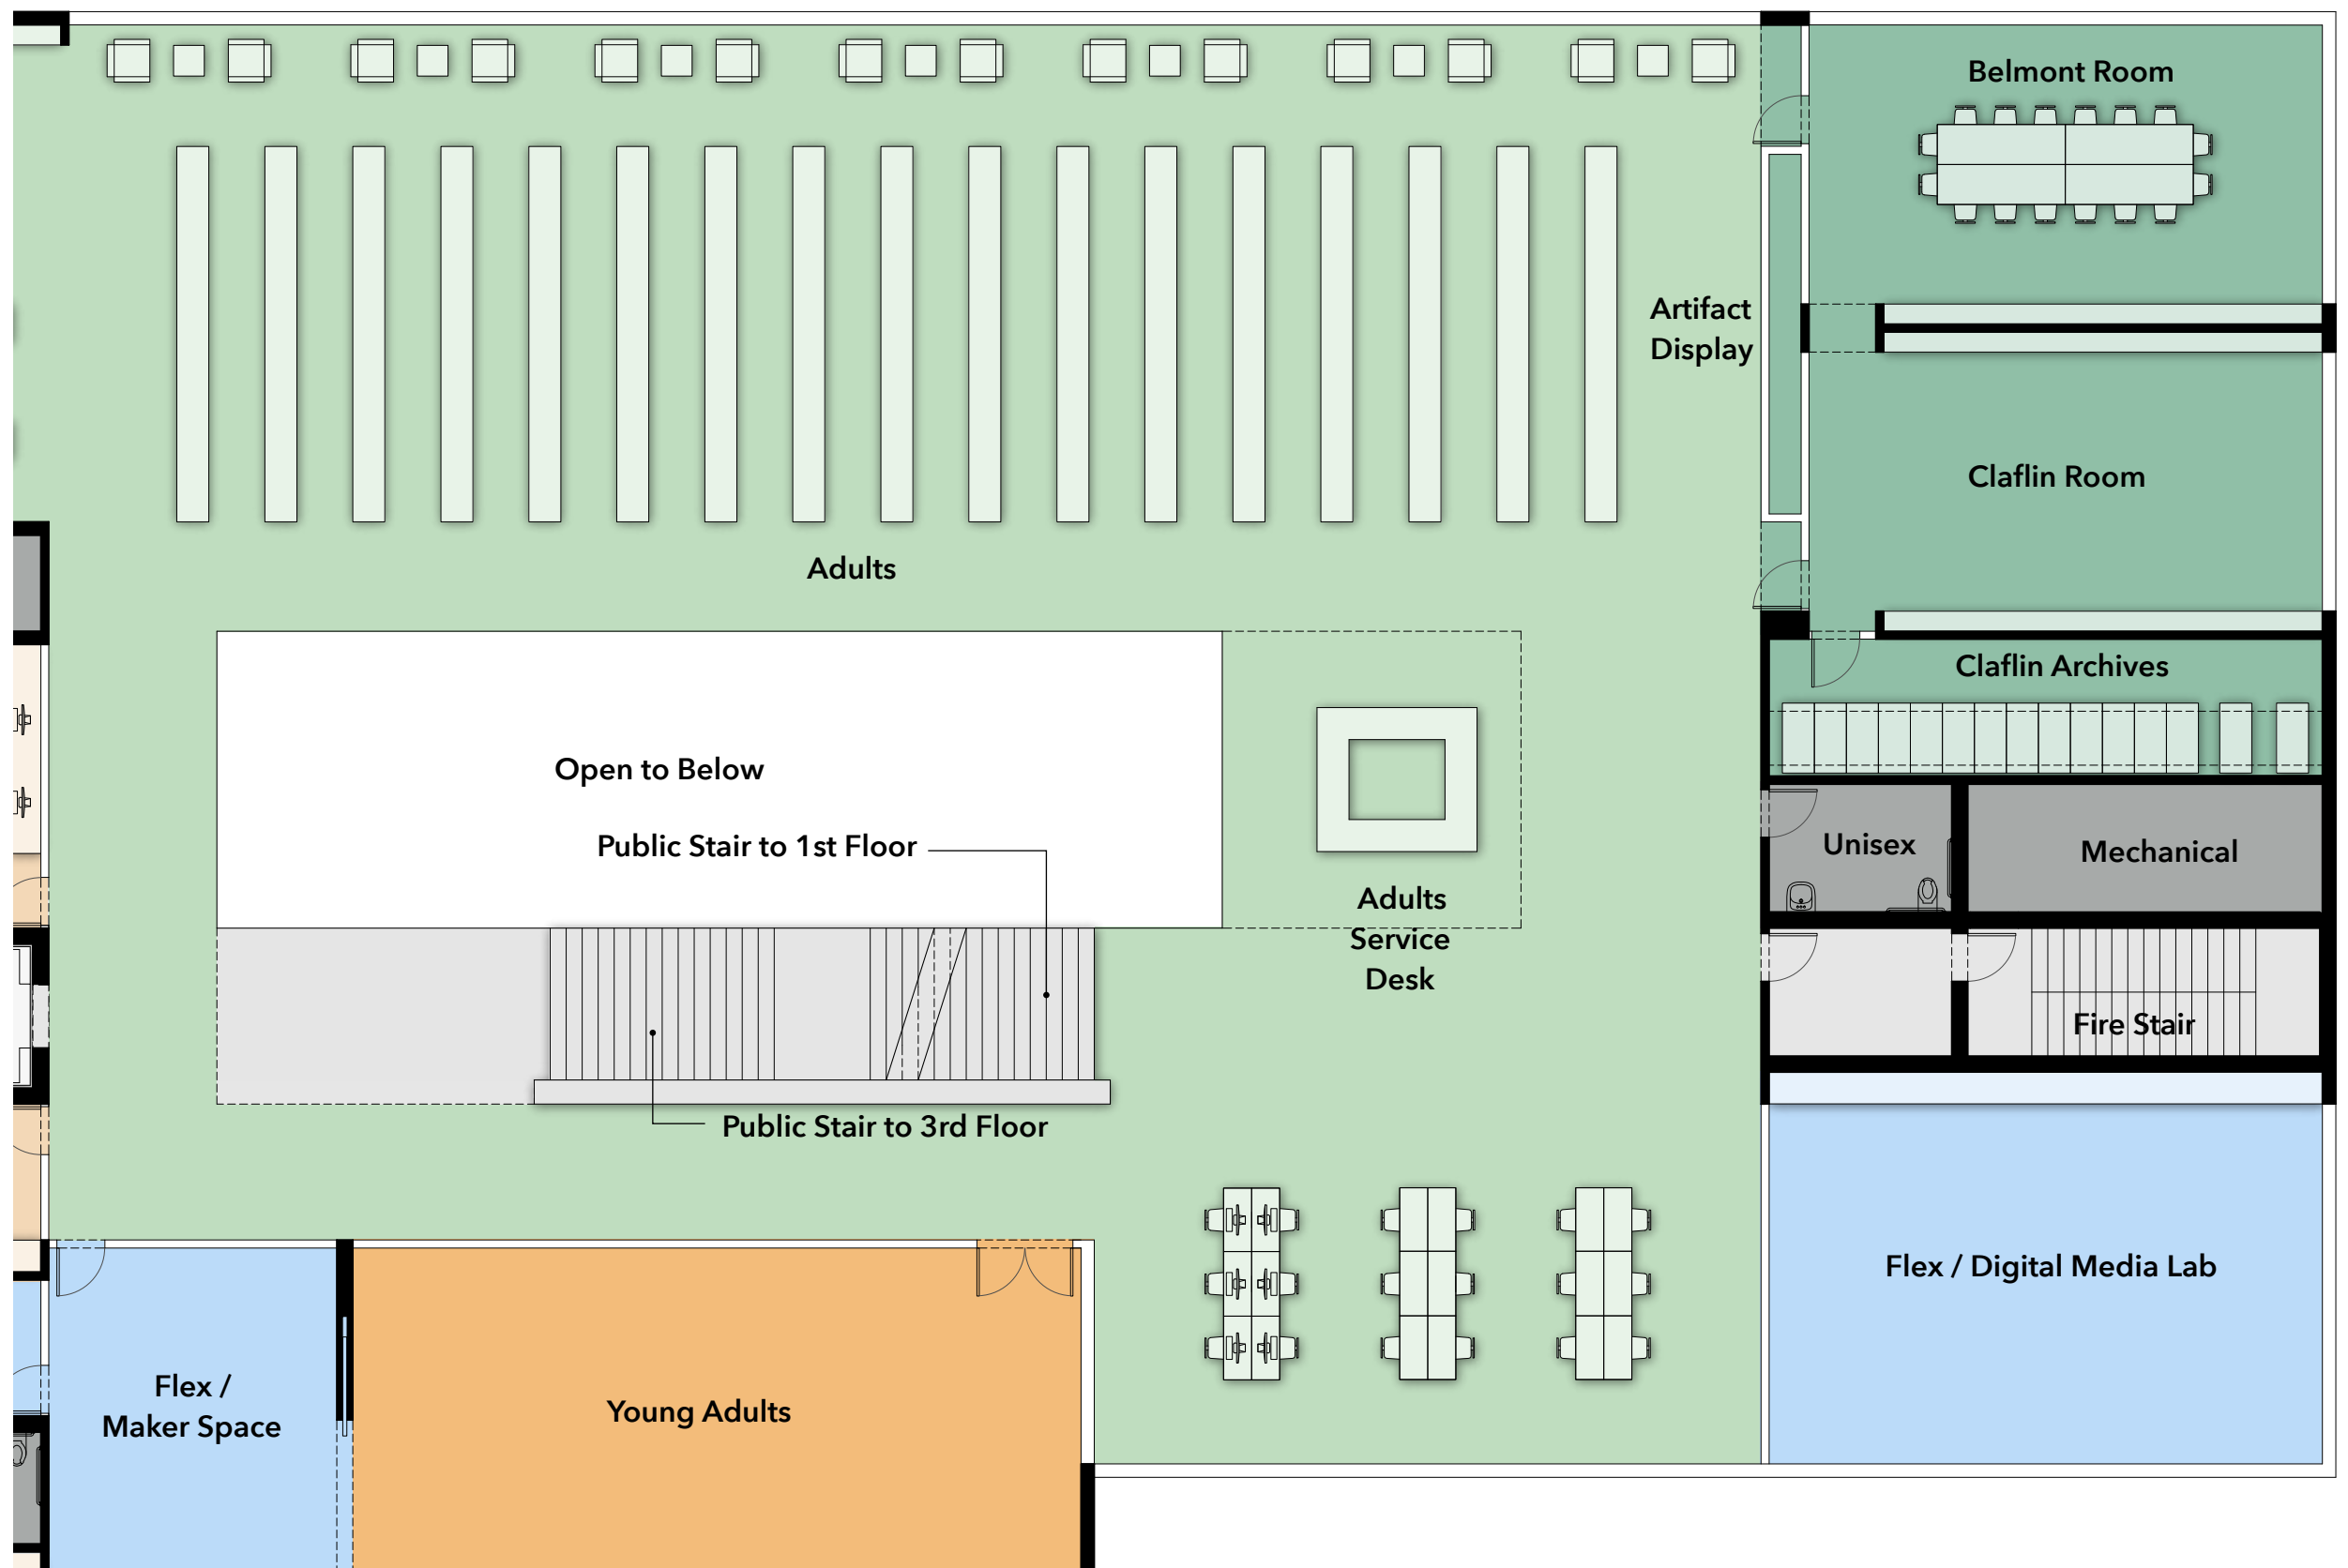 Belmont Room
Artifact
Display
Claflin Room
Adults
Claflin Archives
Open to Below
Public Stair to 1st Floor
Unisex
Mechanical
Adults
Service
Desk
Fire Stair
Public Stair to 3rd Floor
Flex / Digital Media Lab
Flex /
Maker Space
Young Adults